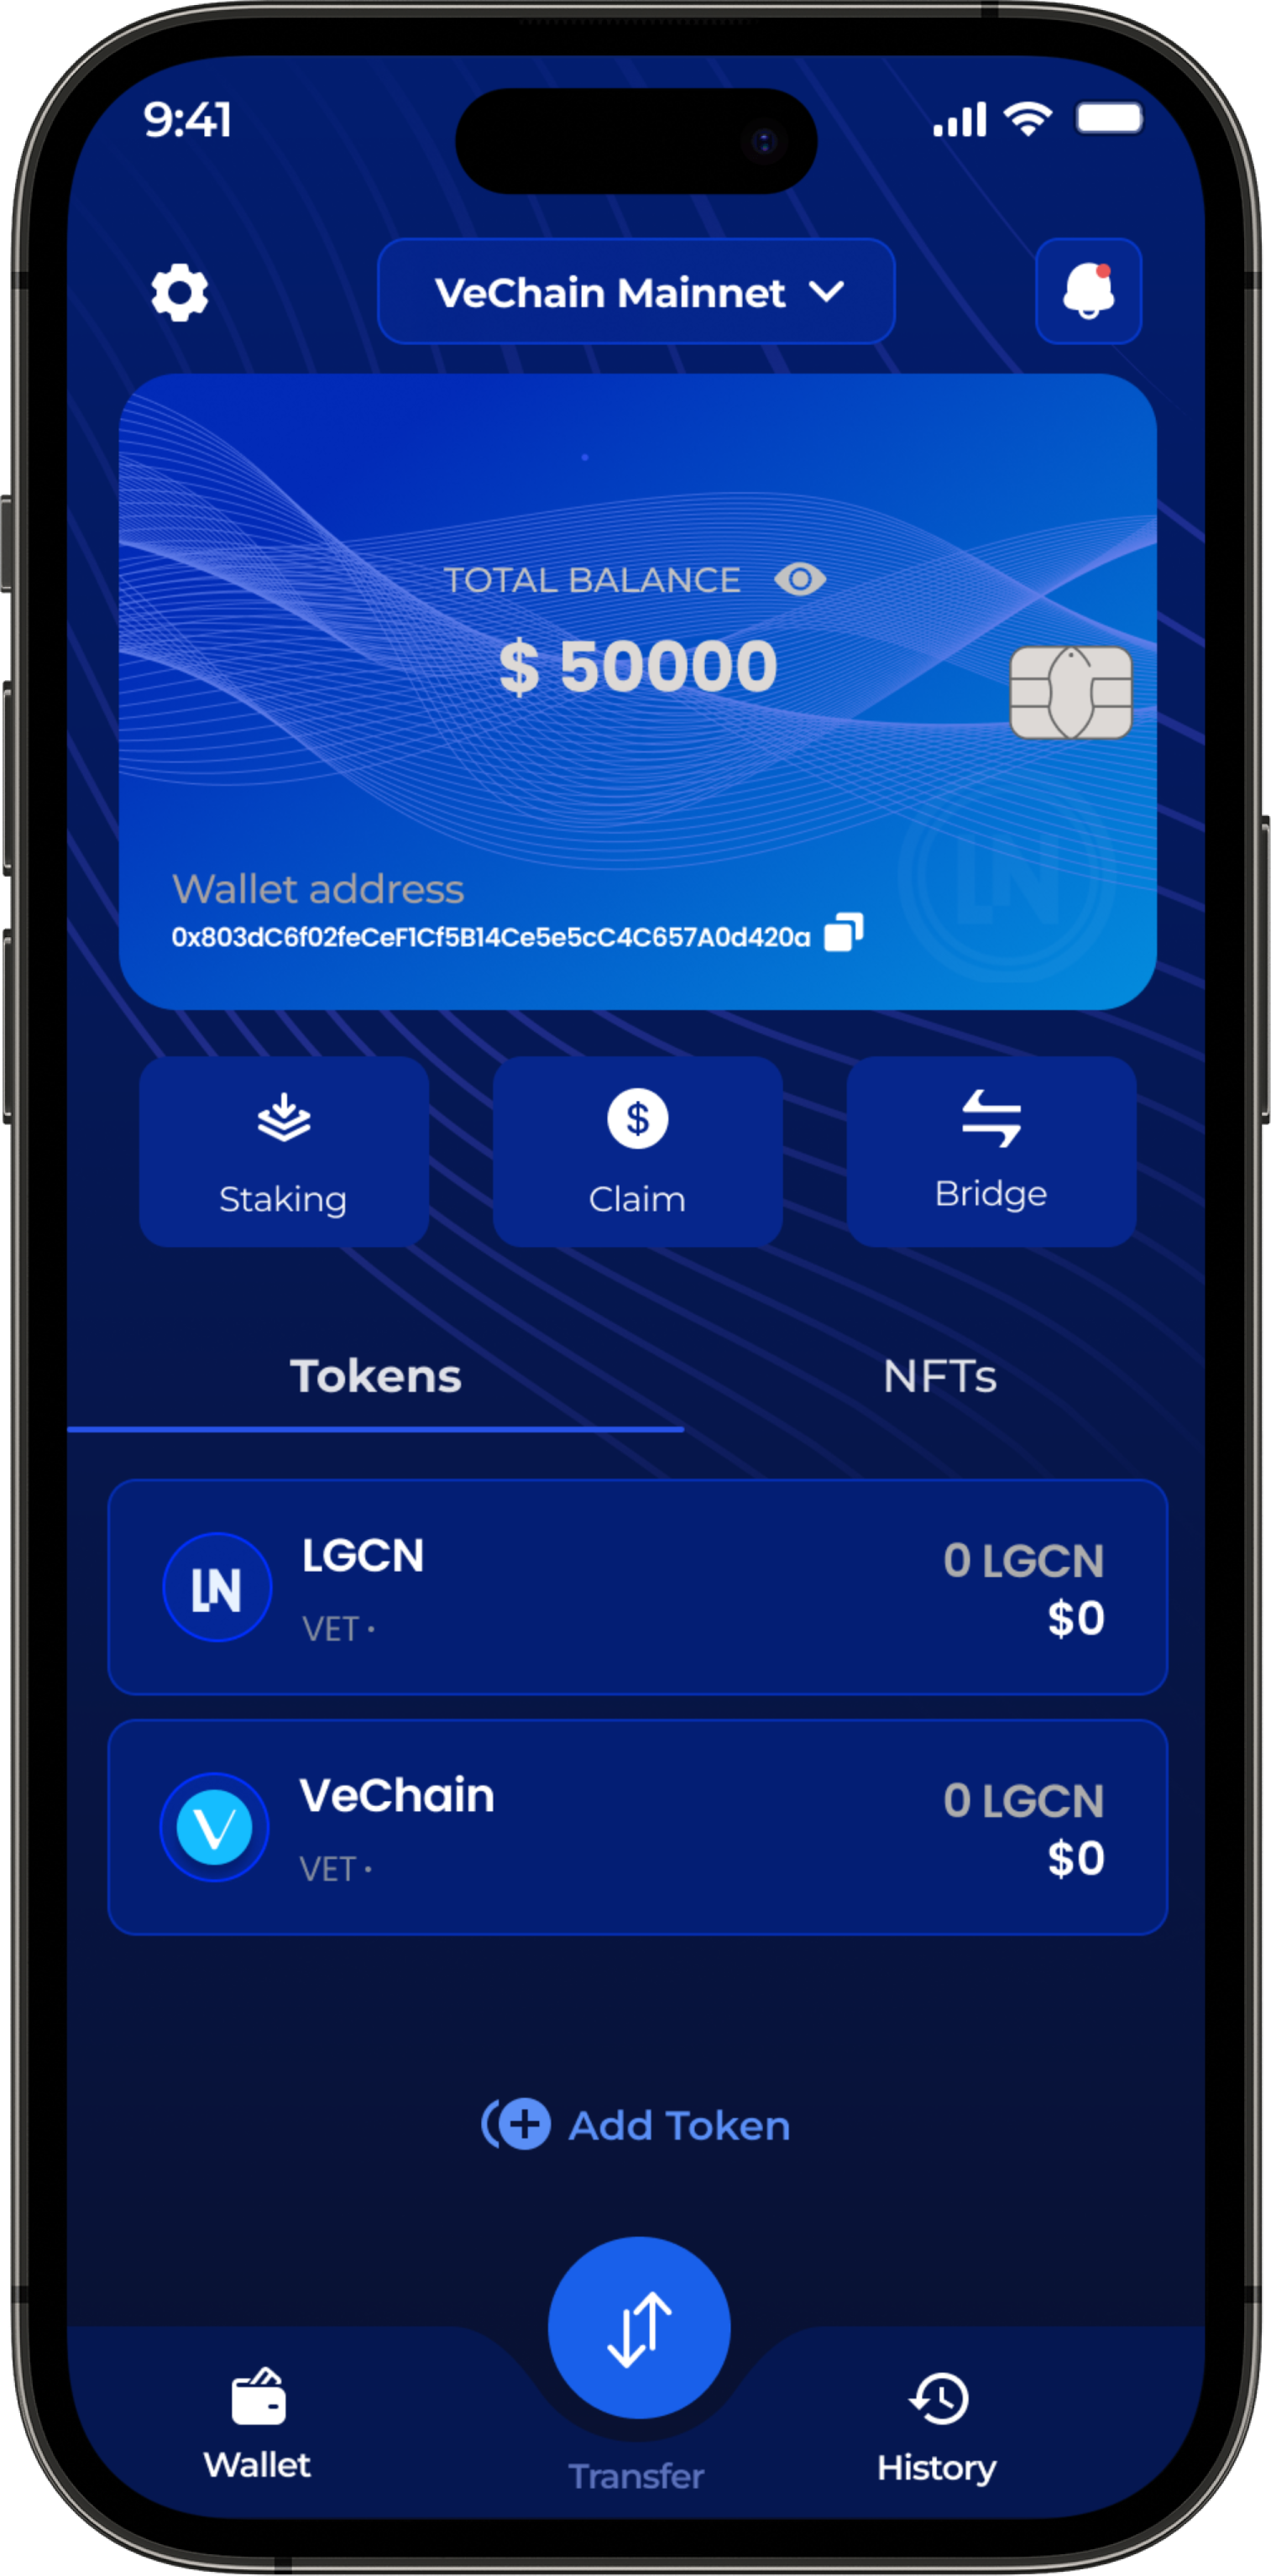 9:41
VeChain Mainnet
TOTAL BALANCE
$ 50000
Wallet address
0x803dC6f02feCeF1Cf5B14Ce5e5cC4C657A0d420a
LN
Staking
Claim
$
Bridge
Tokens
NFTs
LN
LGCN
0 LGCN
VET •
$0
VeChain
0 LGCN
VET •
$0
Add Token
Wallet
Transfer
History